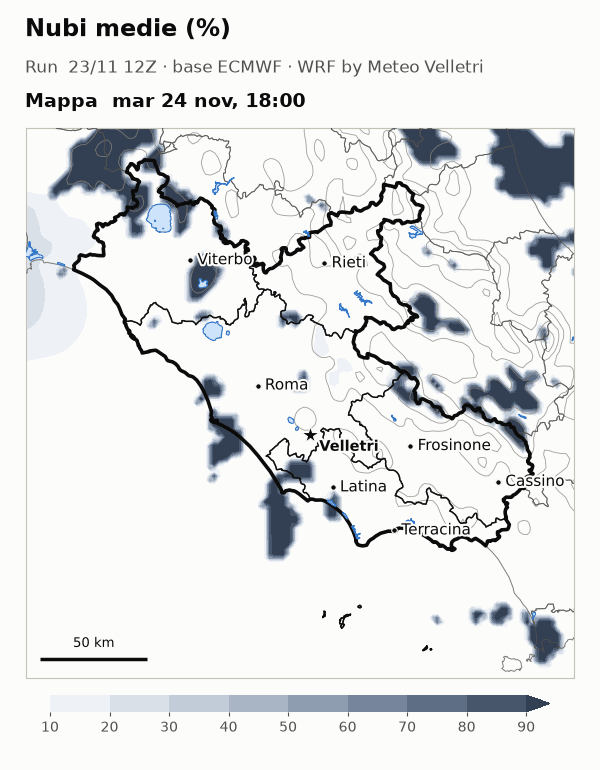 Nubi medie (%)
Run  23/11 12Z · base ECMWF · WRF by Meteo Velletri
Mappa  mar 24 nov, 18:00
Viterbo
Rieti
Roma
Velletri
Frosinone
Latina
Cassino
Terracina
50 km
10 20 30 40 50 60 70 80 90